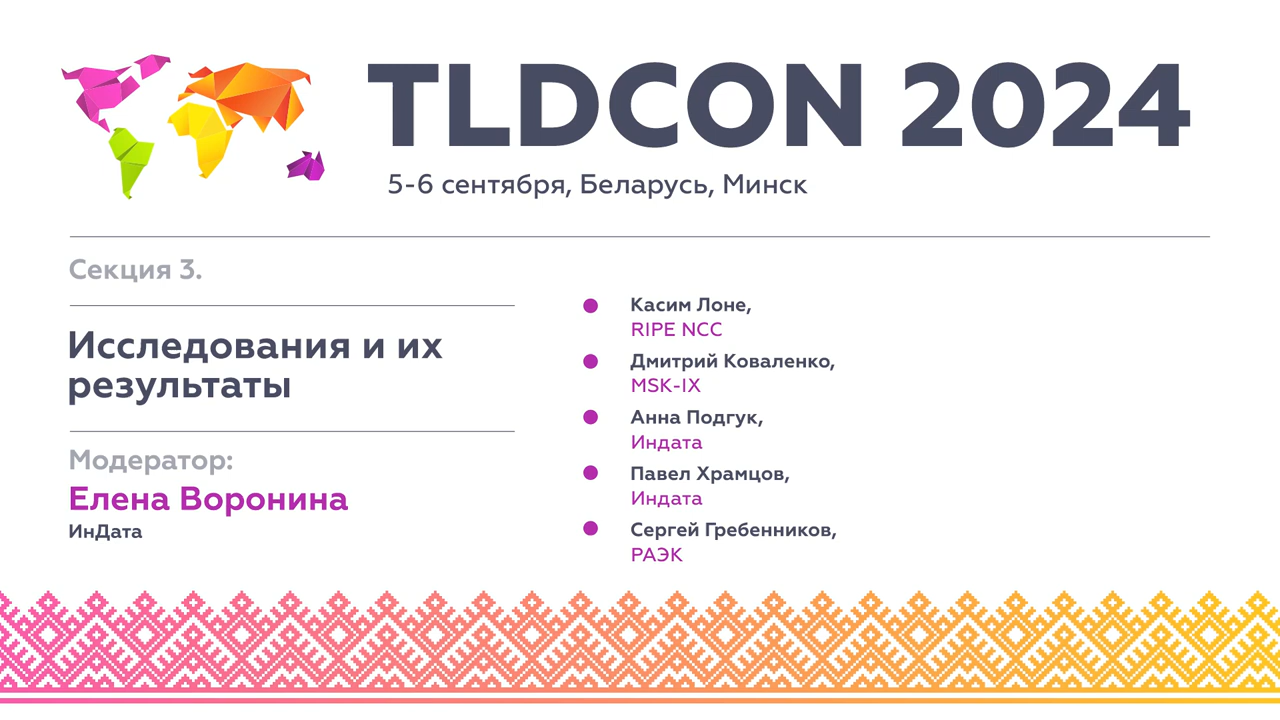 TLDCON 2024
5-6 сентября, Беларусь, Минск
Секция 3.
Исследования и их
результаты
Модератор:
Елена Воронина
ИнДата
Касим Лоне,
RIPE NCC
Дмитрий Коваленко,
MSK-IX
Анна Подгук,
Индата
Павел Храмцов,
Индата
Сергей Гребенников,
РАЭК